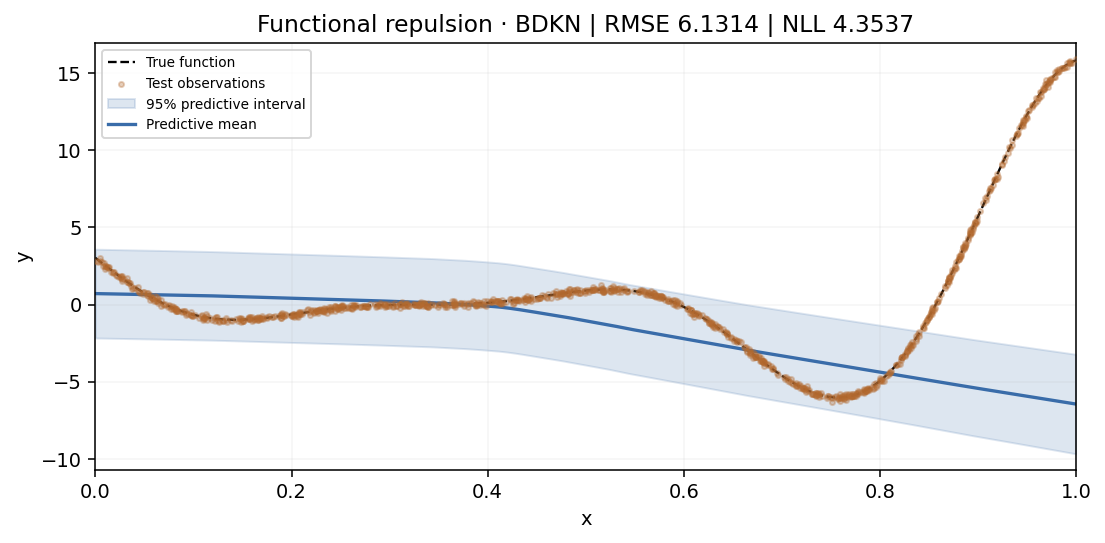 Functional repulsion · BDKN | RMSE 6.1314 | NLL 4.3537
True function
Test observations
95% predictive interval
Predictive mean
15
10
5
0
−5
−10
y
0.0 0.2 0.4 0.6 0.8 1.0
x